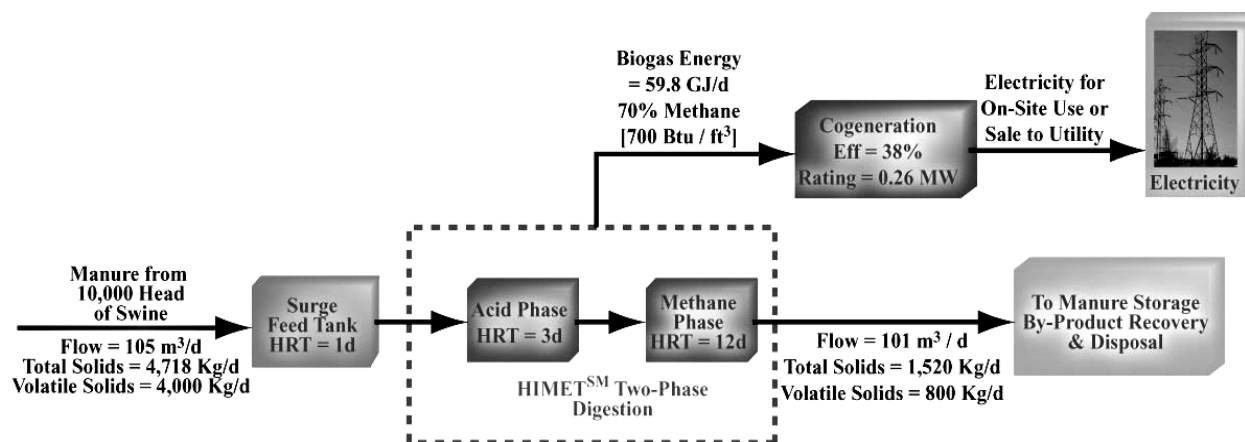 Biogas Energy
= 59.8 GJ/d
70% Methane
[700 Btu / ft³]
Cogeneration
Eff = 38%
Rating = 0.26 MW
Electricity for
On-Site Use or
Sale to Utility
Electricity
Manure from
10,000 Head
of Swine
Flow = 105 m³/d
Total Solids = 4,718 Kg/d
Volatile Solids = 4,000 Kg/d
Surge
Feed Tank
HRT = 1d
Acid Phase
HRT = 3d
Methane
Phase
HRT = 12d
HIMET^SM Two-Phase
Digestion
Flow = 101 m³ / d
Total Solids = 1,520 Kg/d
Volatile Solids = 800 Kg/d
To Manure Storage
By-Product Recovery
& Disposal